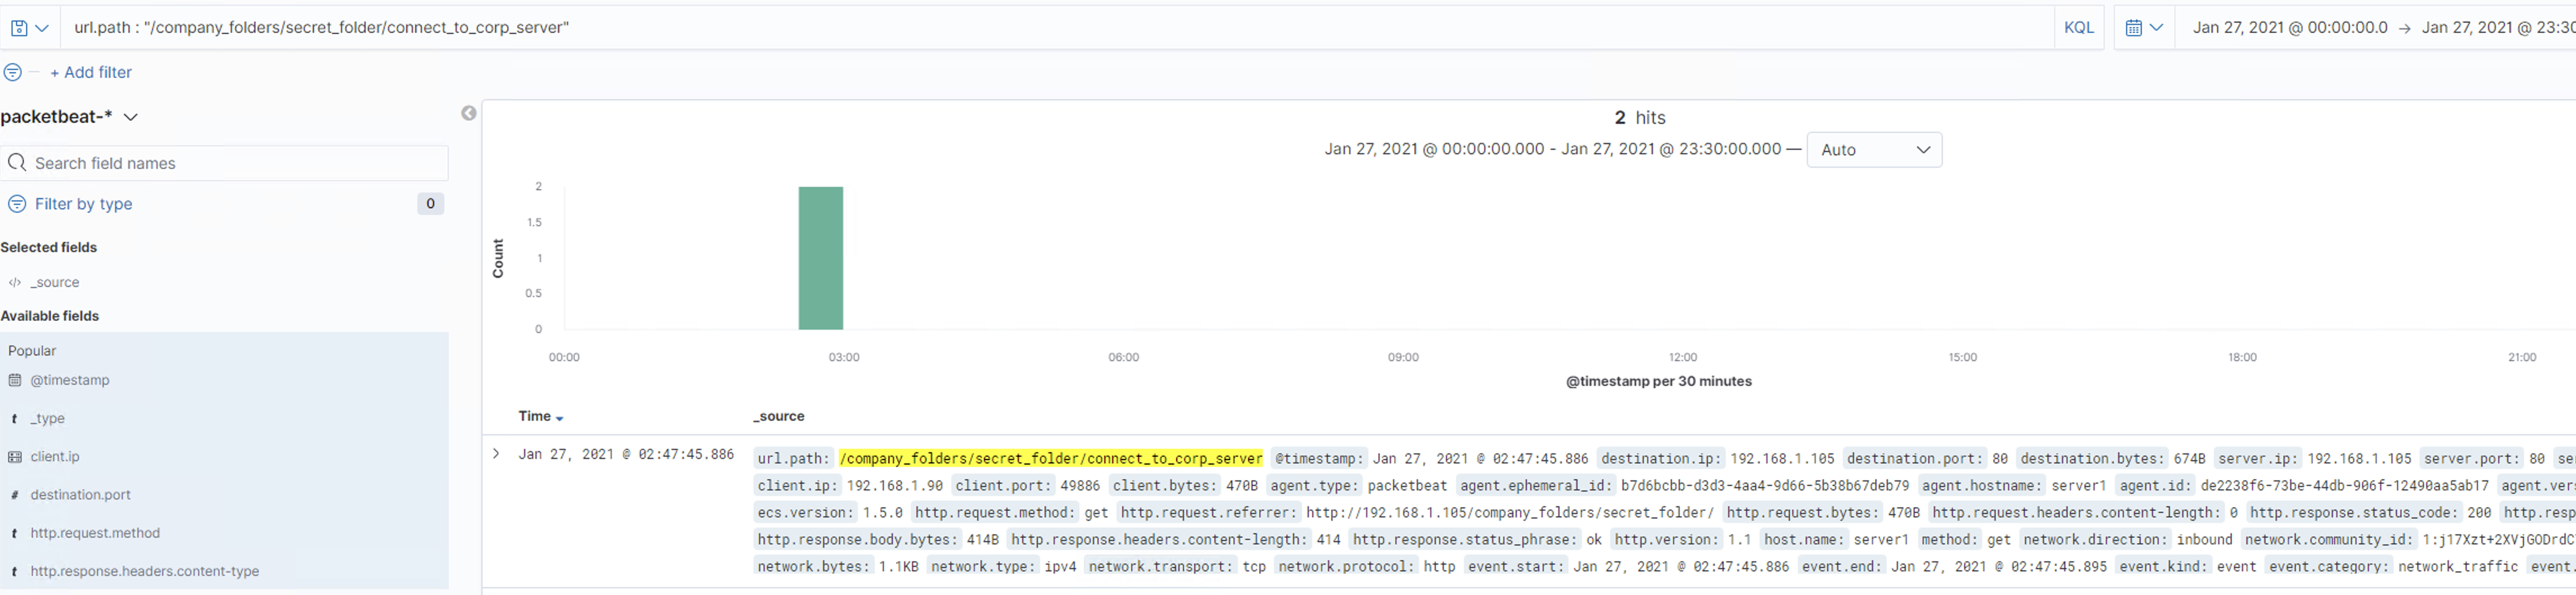 url.path : "/company_folders/secret_folder/connect_to_corp_server"
KQL
Jan 27, 2021 @ 00:00:00.0 → Jan 27, 2021 @ 23:30
+ Add filter
packetbeat-*
Search field names
Filter by type 0
Selected fields
_source
Available fields
Popular
@timestamp
t _type
client.ip
# destination.port
t http.request.method
t http.response.headers.content-type
2 hits
Jan 27, 2021 @ 00:00:00.000 - Jan 27, 2021 @ 23:30:00.000 — Auto
Count
2
1.5
1
0.5
0
00:00 03:00 06:00 09:00 12:00 15:00 18:00 21:00
@timestamp per 30 minutes
Time _source
Jan 27, 2021 @ 02:47:45.886
url.path: /company_folders/secret_folder/connect_to_corp_server @timestamp: Jan 27, 2021 @ 02:47:45.886 destination.ip: 192.168.1.105 destination.port: 80 destination.bytes: 674B server.ip: 192.168.1.105 server.port: 80
client.ip: 192.168.1.90 client.port: 49886 client.bytes: 470B agent.type: packetbeat agent.ephemeral_id: b7d6bcbb-d3d3-4aa4-9d66-5b38b67deb79 agent.hostname: server1 agent.id: de2238f6-73be-44db-906f-12490aa5ab17
ecs.version: 1.5.0 http.request.method: get http.request.referrer: http://192.168.1.105/company_folders/secret_folder/ http.request.bytes: 470B http.request.headers.content-length: 0 http.response.status_code: 200
http.response.body.bytes: 414B http.response.headers.content-length: 414 http.response.status_phrase: ok http.version: 1.1 host.name: server1 method: get network.direction: inbound network.community_id: 1:j17Xzt+2XVjGODrdC
network.bytes: 1.1KB network.type: ipv4 network.transport: tcp network.protocol: http event.start: Jan 27, 2021 @ 02:47:45.886 event.end: Jan 27, 2021 @ 02:47:45.895 event.kind: event event.category: network_traffic